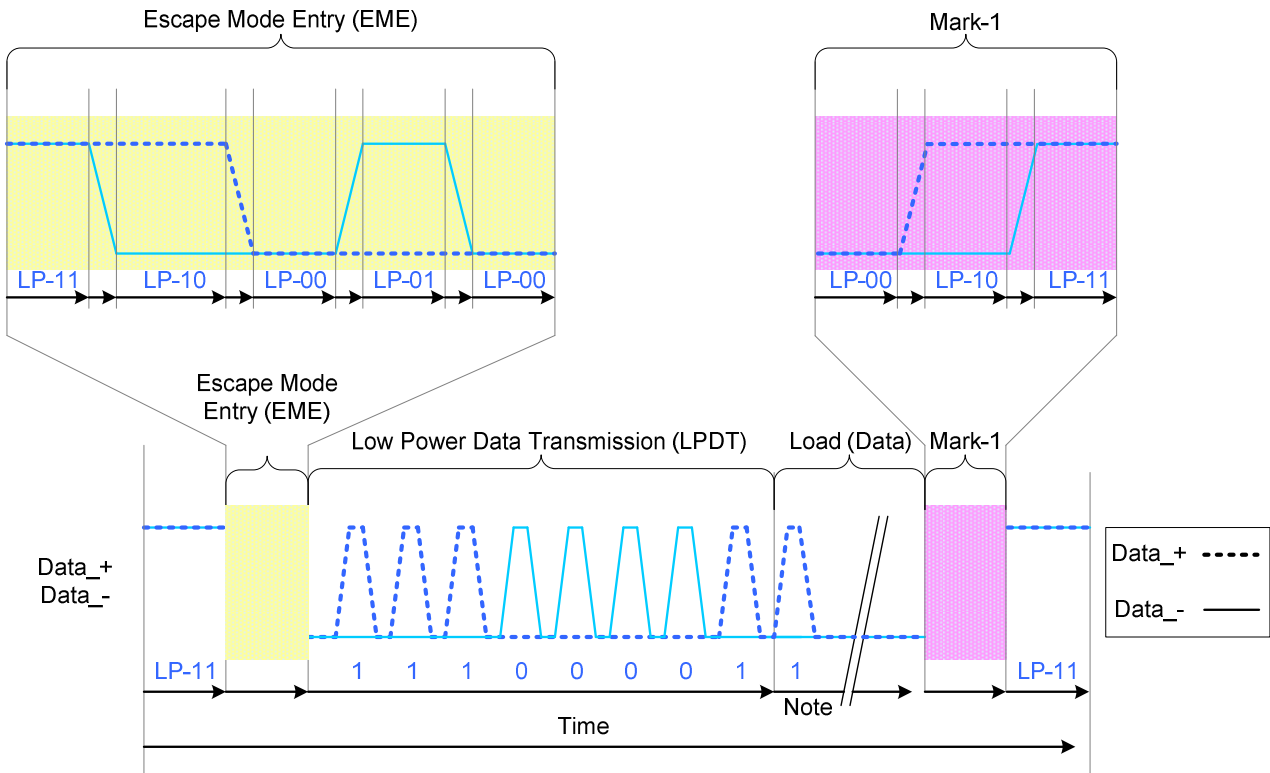 Escape Mode Entry (EME)
Mark-1
LP-11 LP-10 LP-00 LP-01 LP-00
LP-00 LP-10 LP-11
Escape Mode
Entry (EME)
Low Power Data Transmission (LPDT)
Load (Data)
Mark-1
Data_+
Data_-
Data_+
Data_-
LP-11 1 1 1 0 0 0 0 1 1 LP-11
Note
Time